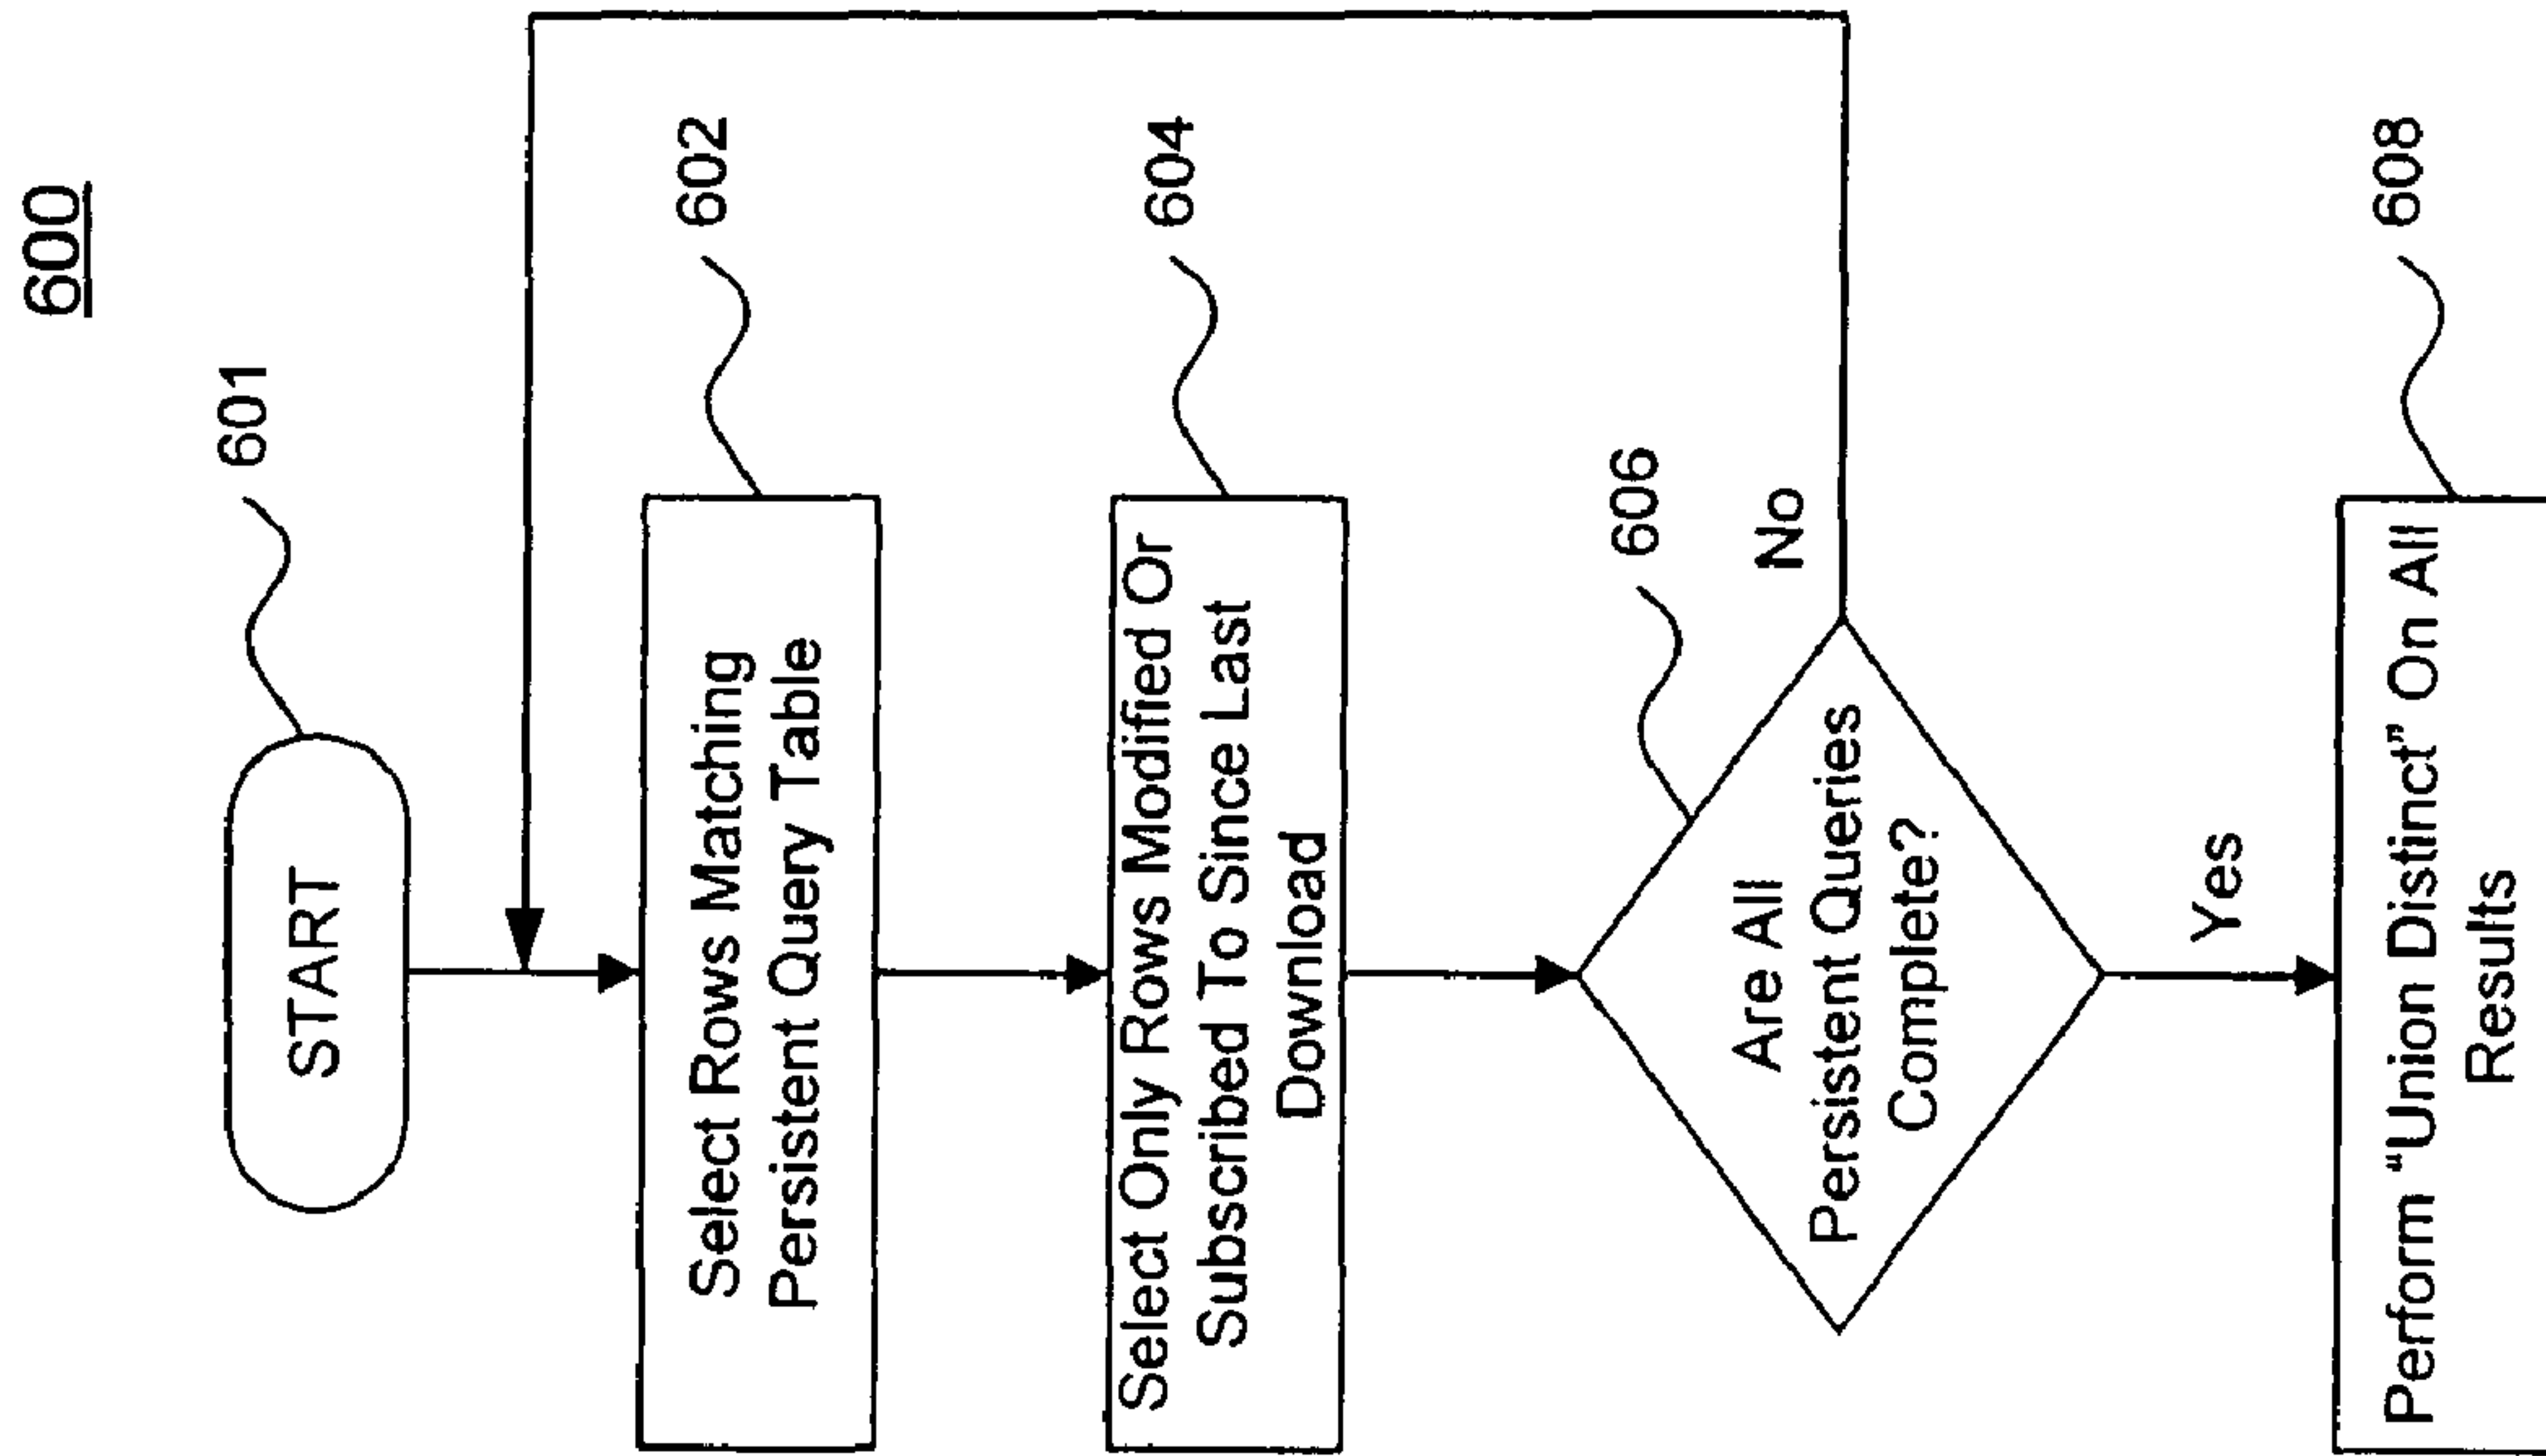 600
601
START
602
Select Rows Matching
Persistent Query Table
604
Select Only Rows Modified Or
Subscribed To Since Last
Download
606
Are All
Persistent Queries
Complete?
No
Yes
608
Perform “Union Distinct” On All
Results